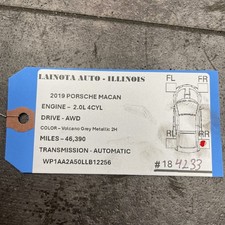 LAINOTA AUTO - ILLINOIS
FL FR
2019 PORSCHE MACAN
ENGINE - 2.0L 4CYL
DRIVE - AWD
COLOR - Volcano Grey Metallic 2H
MILES - 46,390
RL RR
TRANSMISSION - AUTOMATIC
WP1AA2A50LLB12256
#18 4233